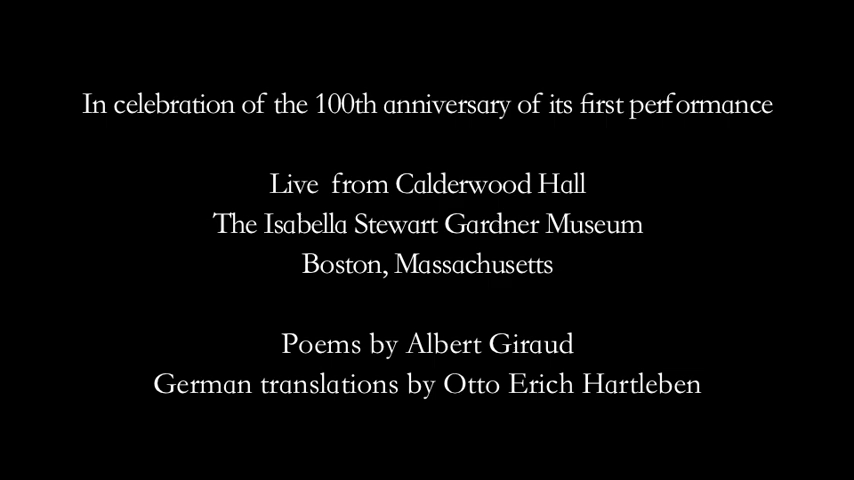 In celebration of the 100th anniversary of its first performance
Live from Calderwood Hall
The Isabella Stewart Gardner Museum
Boston, Massachusetts
Poems by Albert Giraud
German translations by Otto Erich Hartleben